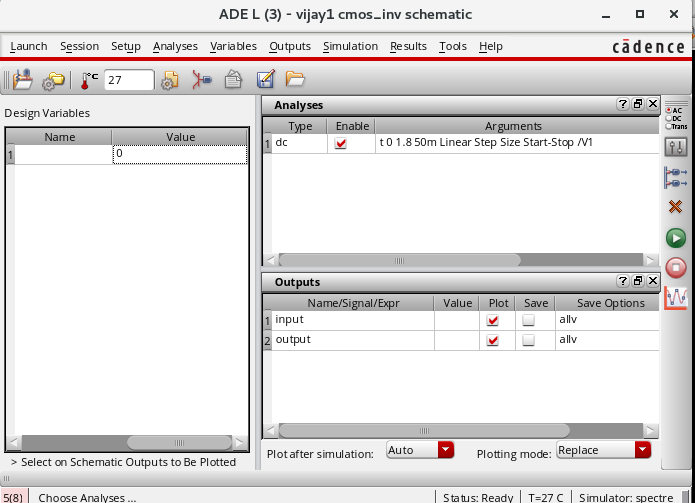 ADE L (3) - vijay1 cmos_inv schematic
Launch Session Setup Analyses Variables Outputs Simulation Results Tools Help cādence
°C 27
Design Variables
Name Value
1 0
Analyses
Type Enable Arguments
1 dc t 0 1.8 50m Linear Step Size Start-Stop /V1
Outputs
Name/Signal/Expr Value Plot Save Save Options
1 input allv
2 output allv
Plot after simulation: Auto Plotting mode: Replace
> Select on Schematic Outputs to Be Plotted
AC
DC
Trans
5(8) Choose Analyses ... Status: Ready T=27 C Simulator: spectre